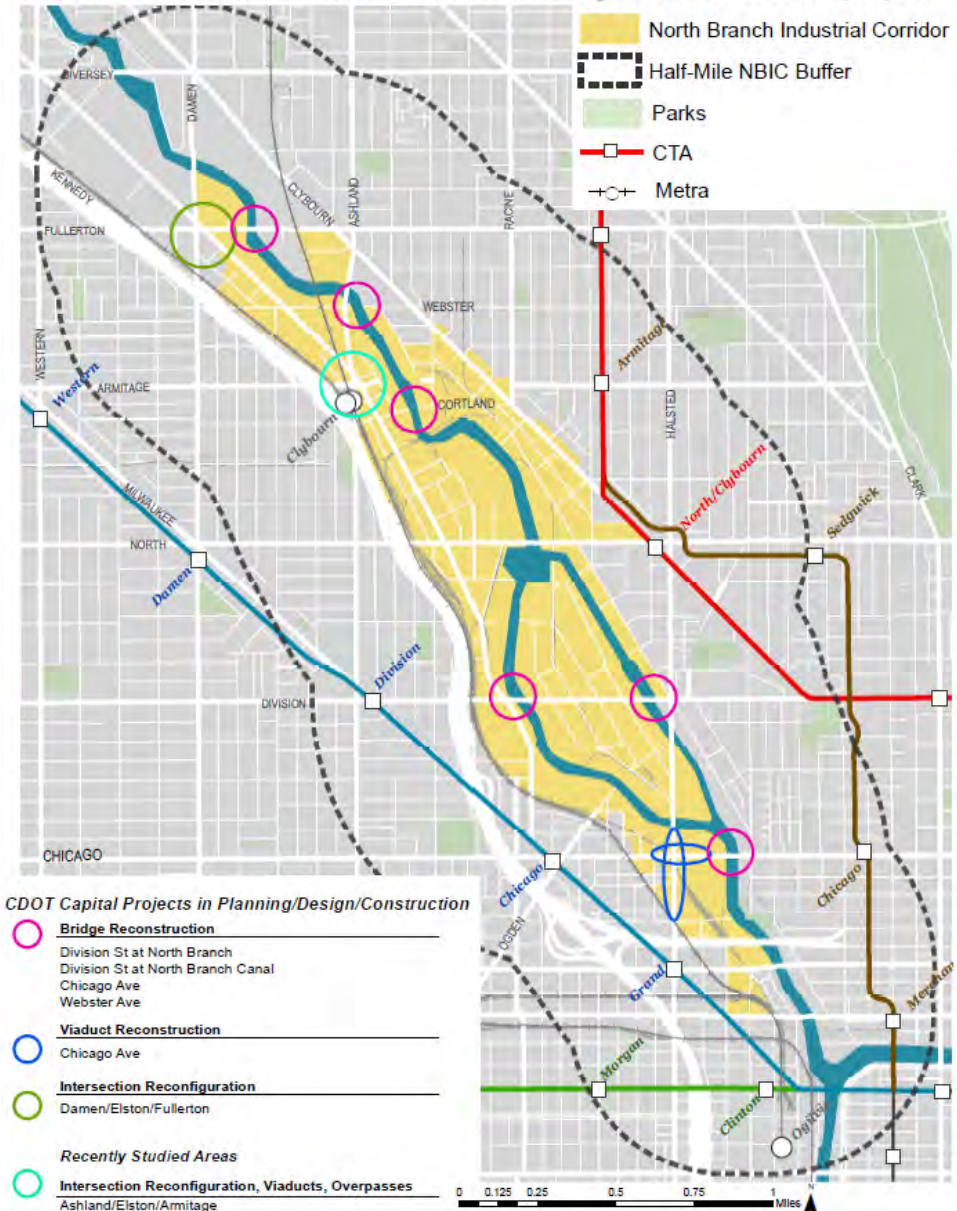 North Branch Industrial Corridor
Half-Mile NBIC Buffer
Parks
CTA
Metra
DIVERSEY
DAMEN
KENNEDY
CLYBOURN
ASHLAND
RACINE
FULLERTON
WEBSTER
WESTERN
Western
ARMITAGE
Armitage
CORTLAND
HALSTED
Clybourn
CLARK
MILWAUKEE
NORTH
North/Clybourn
Sedgwick
Damen
Division
DIVISION
CHICAGO
Chicago
Chicago
OGDEN
Grand
Merchan
Morgan
Clinton
Ogilvie
CDOT Capital Projects in Planning/Design/Construction
Bridge Reconstruction
Division St at North Branch
Division St at North Branch Canal
Chicago Ave
Webster Ave
Viaduct Reconstruction
Chicago Ave
Intersection Reconfiguration
Damen/Elston/Fullerton
Recently Studied Areas
Intersection Reconfiguration, Viaducts, Overpasses
Ashland/Elston/Armitage
0 0.125 0.25 0.5 0.75 1
Miles
N